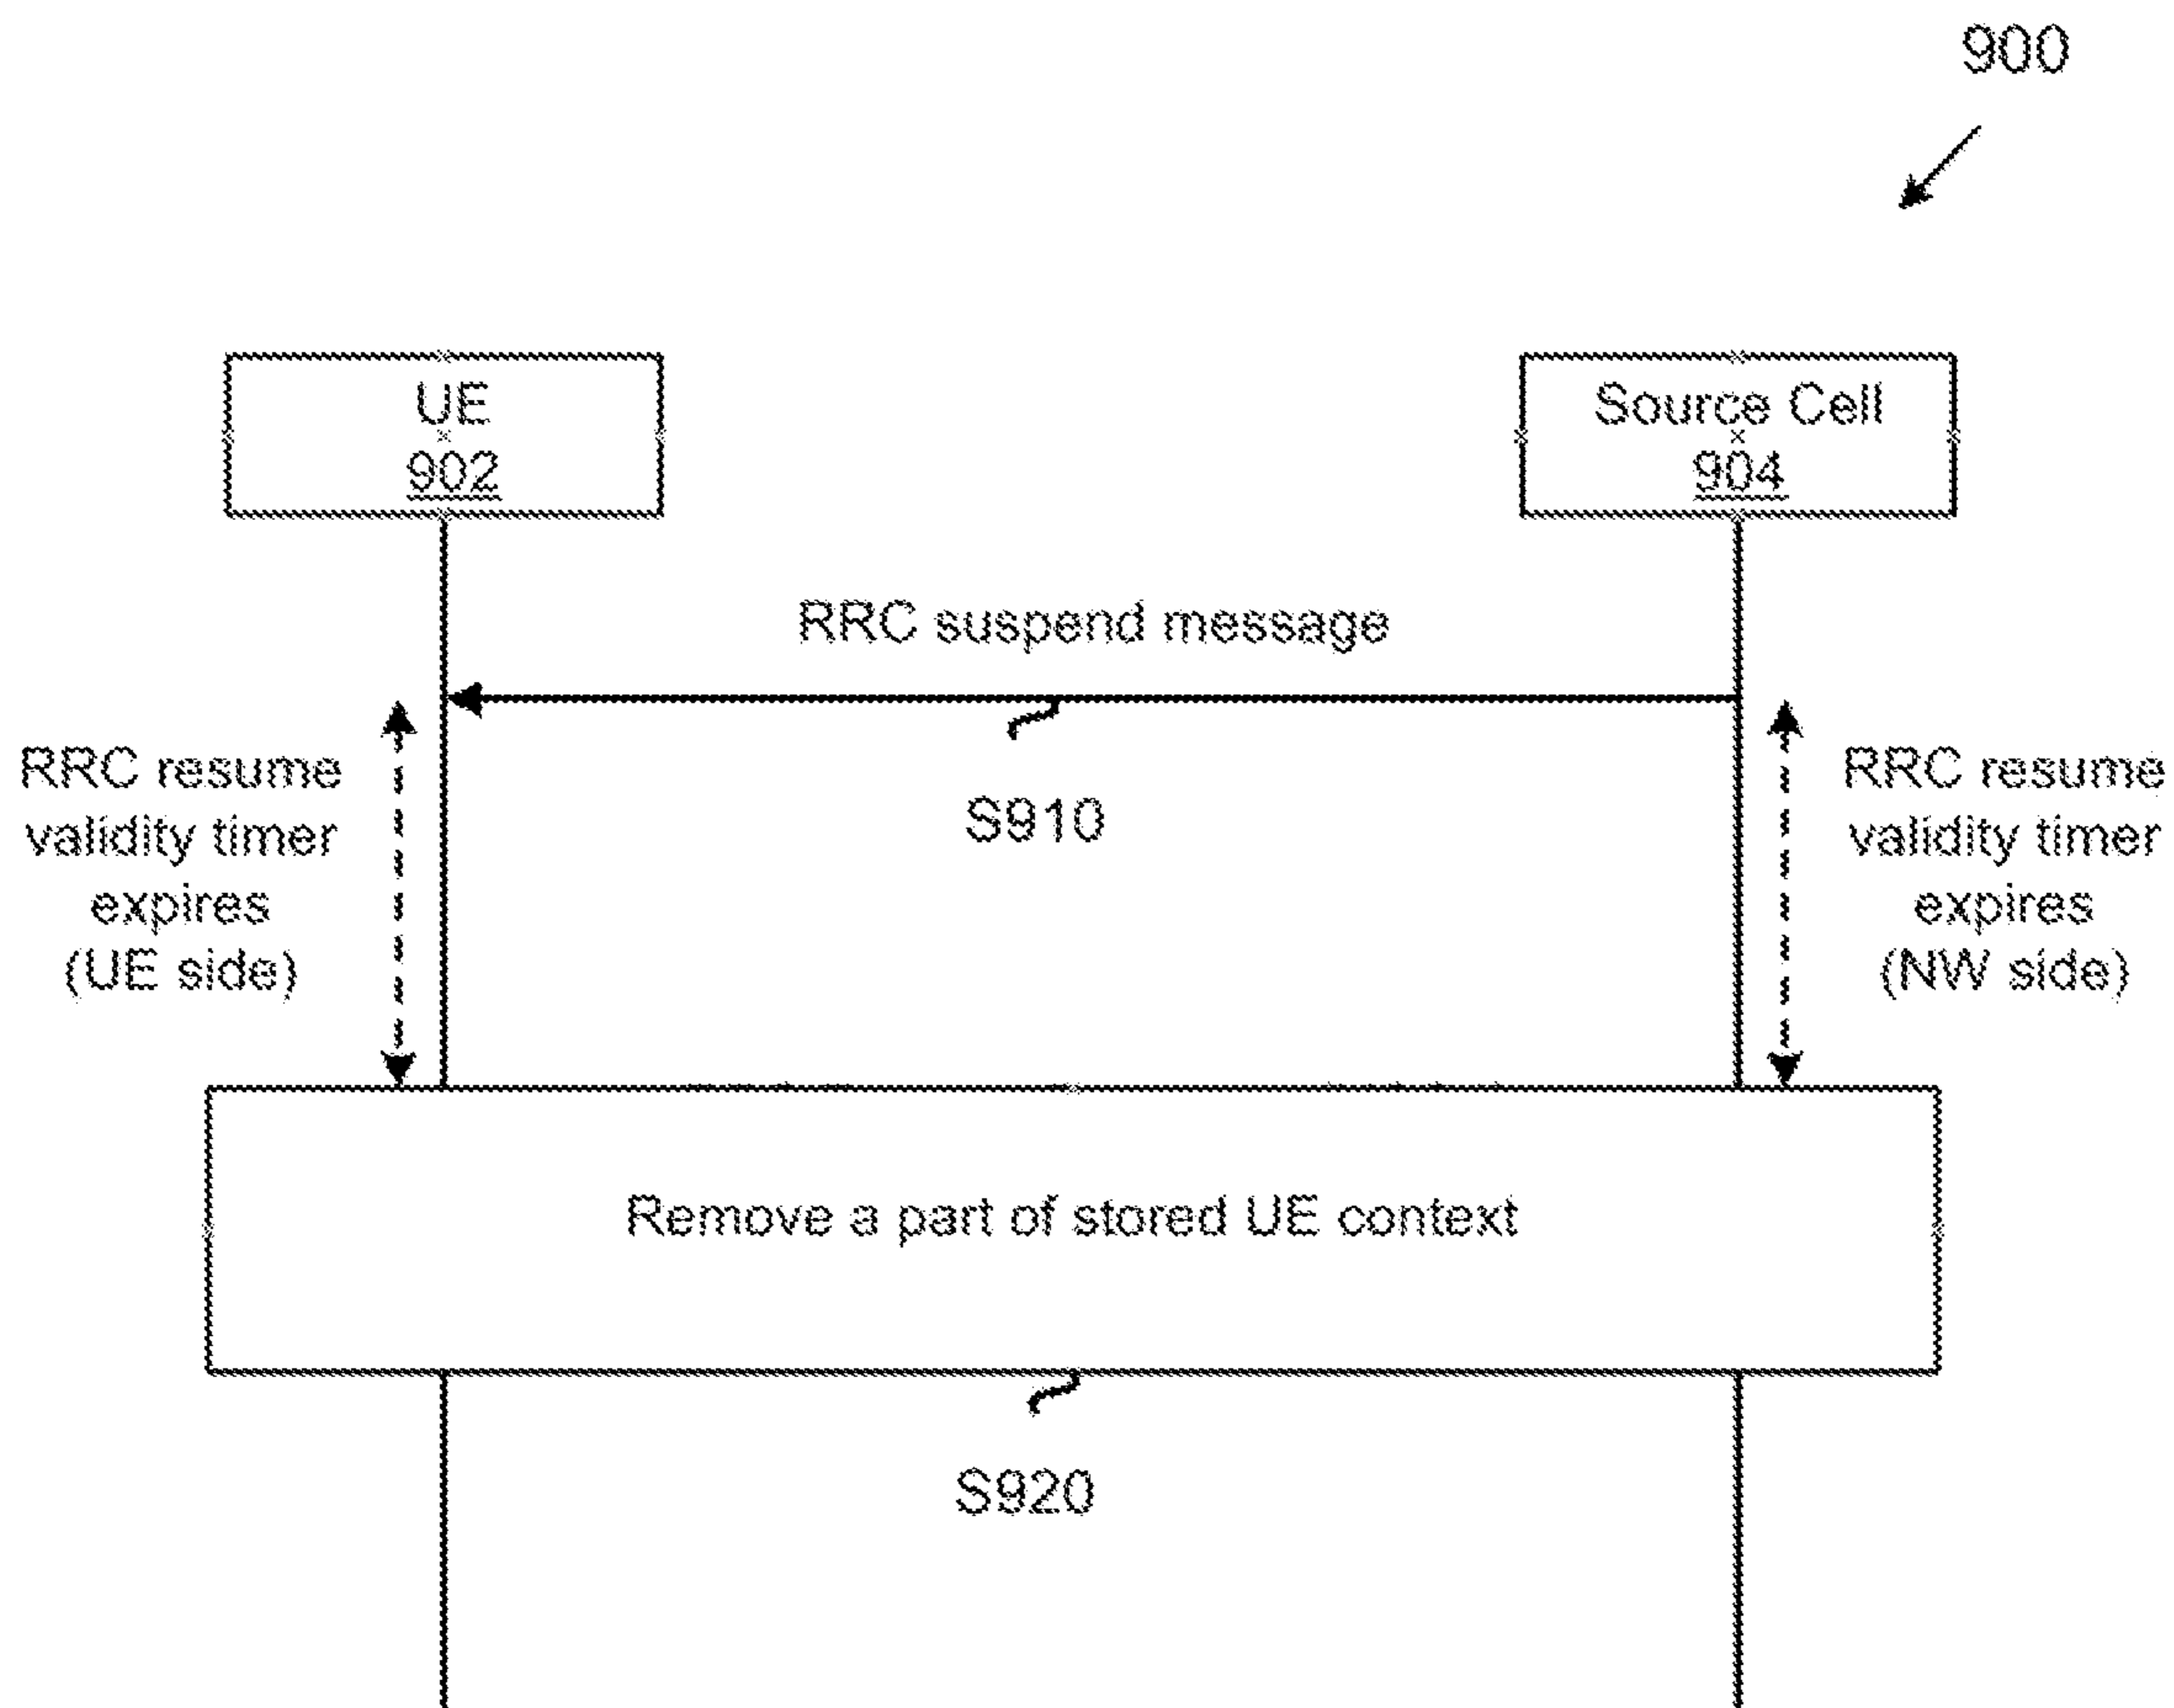 900
UE
902
Source Cell
904
RRC suspend message
S910
RRC resume
validity timer
expires
(UE side)
RRC resume
validity timer
expires
(NW side)
Remove a part of stored UE context
S920